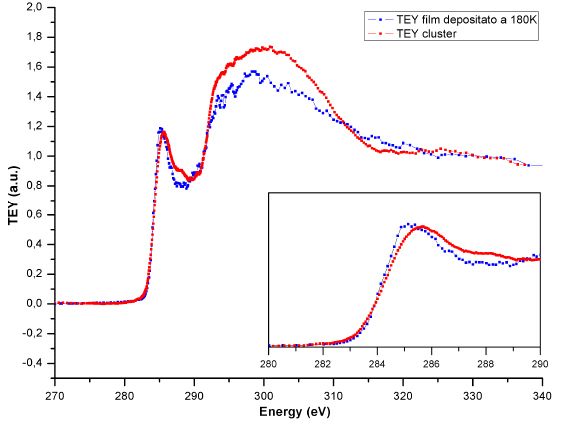 TEY film depositato a 180K
TEY cluster
2,0
1,8
1,6
1,4
1,2
1,0
0,8
0,6
0,4
0,2
0,0
-0,2
-0,4
TEY (a.u.)
280 282 284 286 288 290
270 280 290 300 310 320 330 340
Energy (eV)